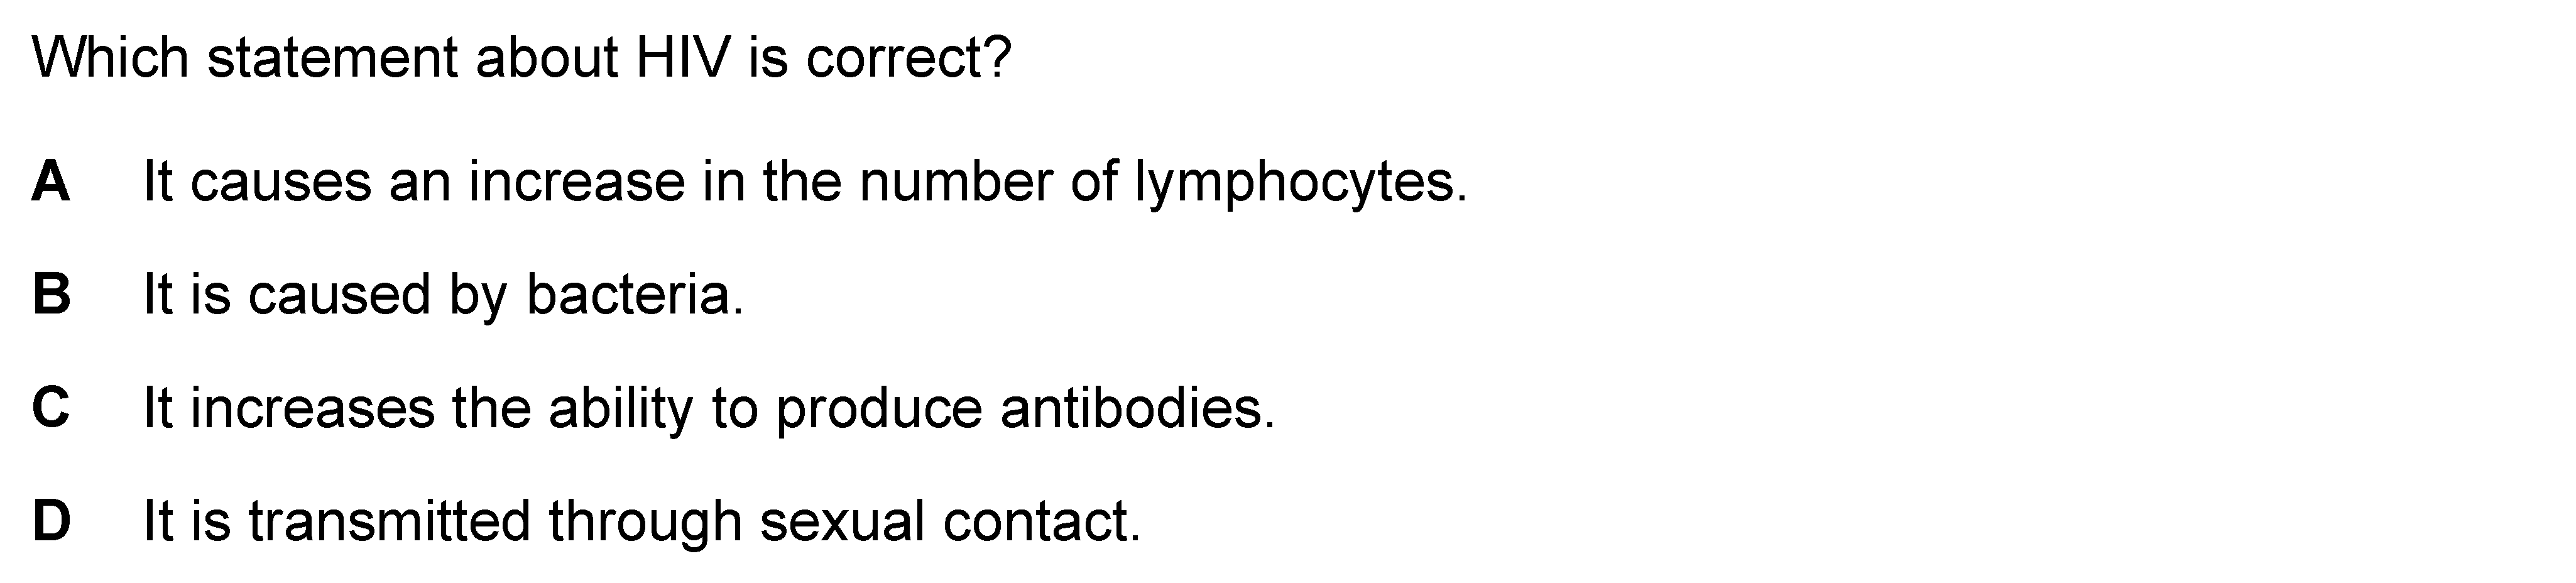 Which statement about HIV is correct?
A It causes an increase in the number of lymphocytes.
B It is caused by bacteria.
C It increases the ability to produce antibodies.
D It is transmitted through sexual contact.